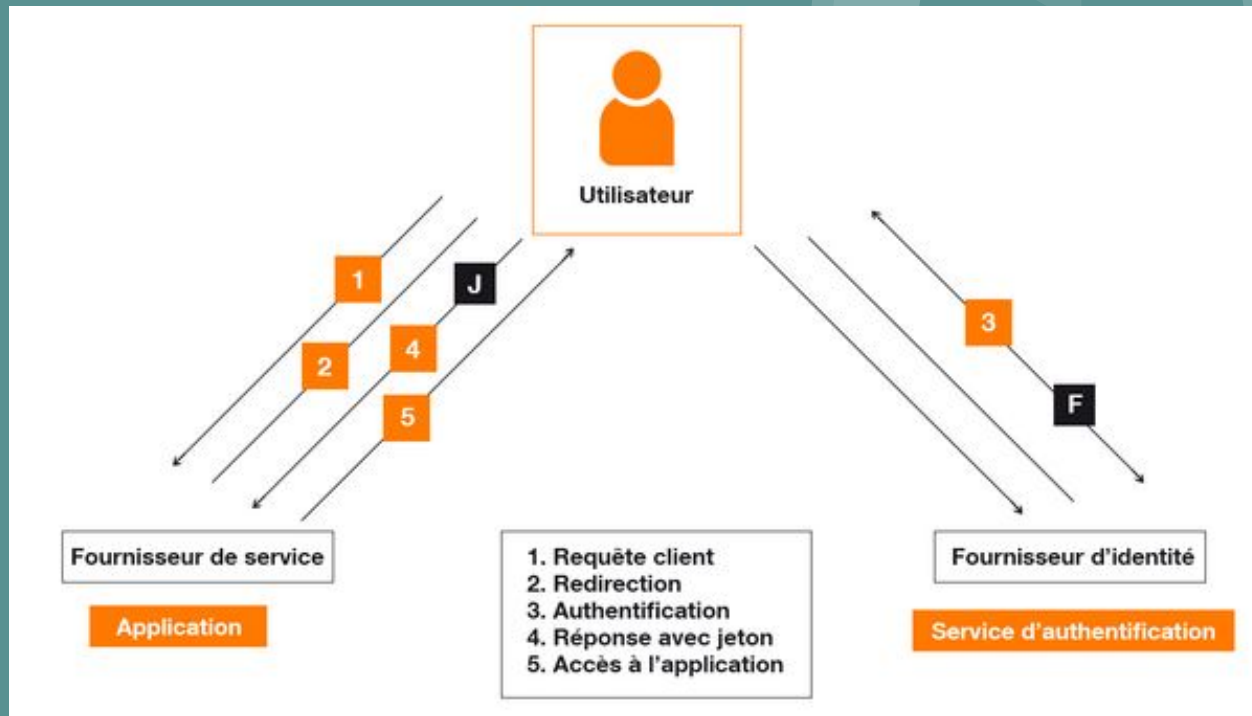 Utilisateur
1
J
2
4
3
5
F
Fournisseur de service
Application
1. Requête client
2. Redirection
3. Authentification
4. Réponse avec jeton
5. Accès à l'application
Fournisseur d'identité
Service d'authentification